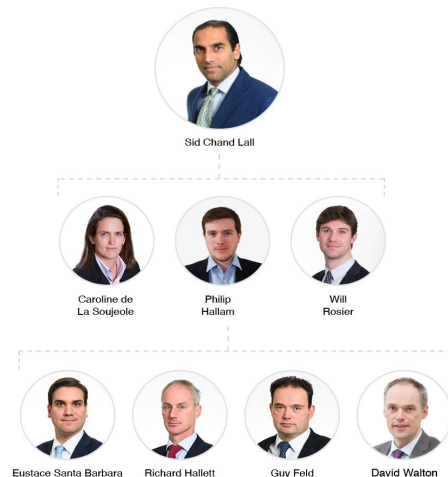 Sid Chand Lall
Caroline de
La Soujeole
Philip
Hallam
Will
Rosier
Eustace Santa Barbara
Richard Hallett
Guy Feld
David Walton